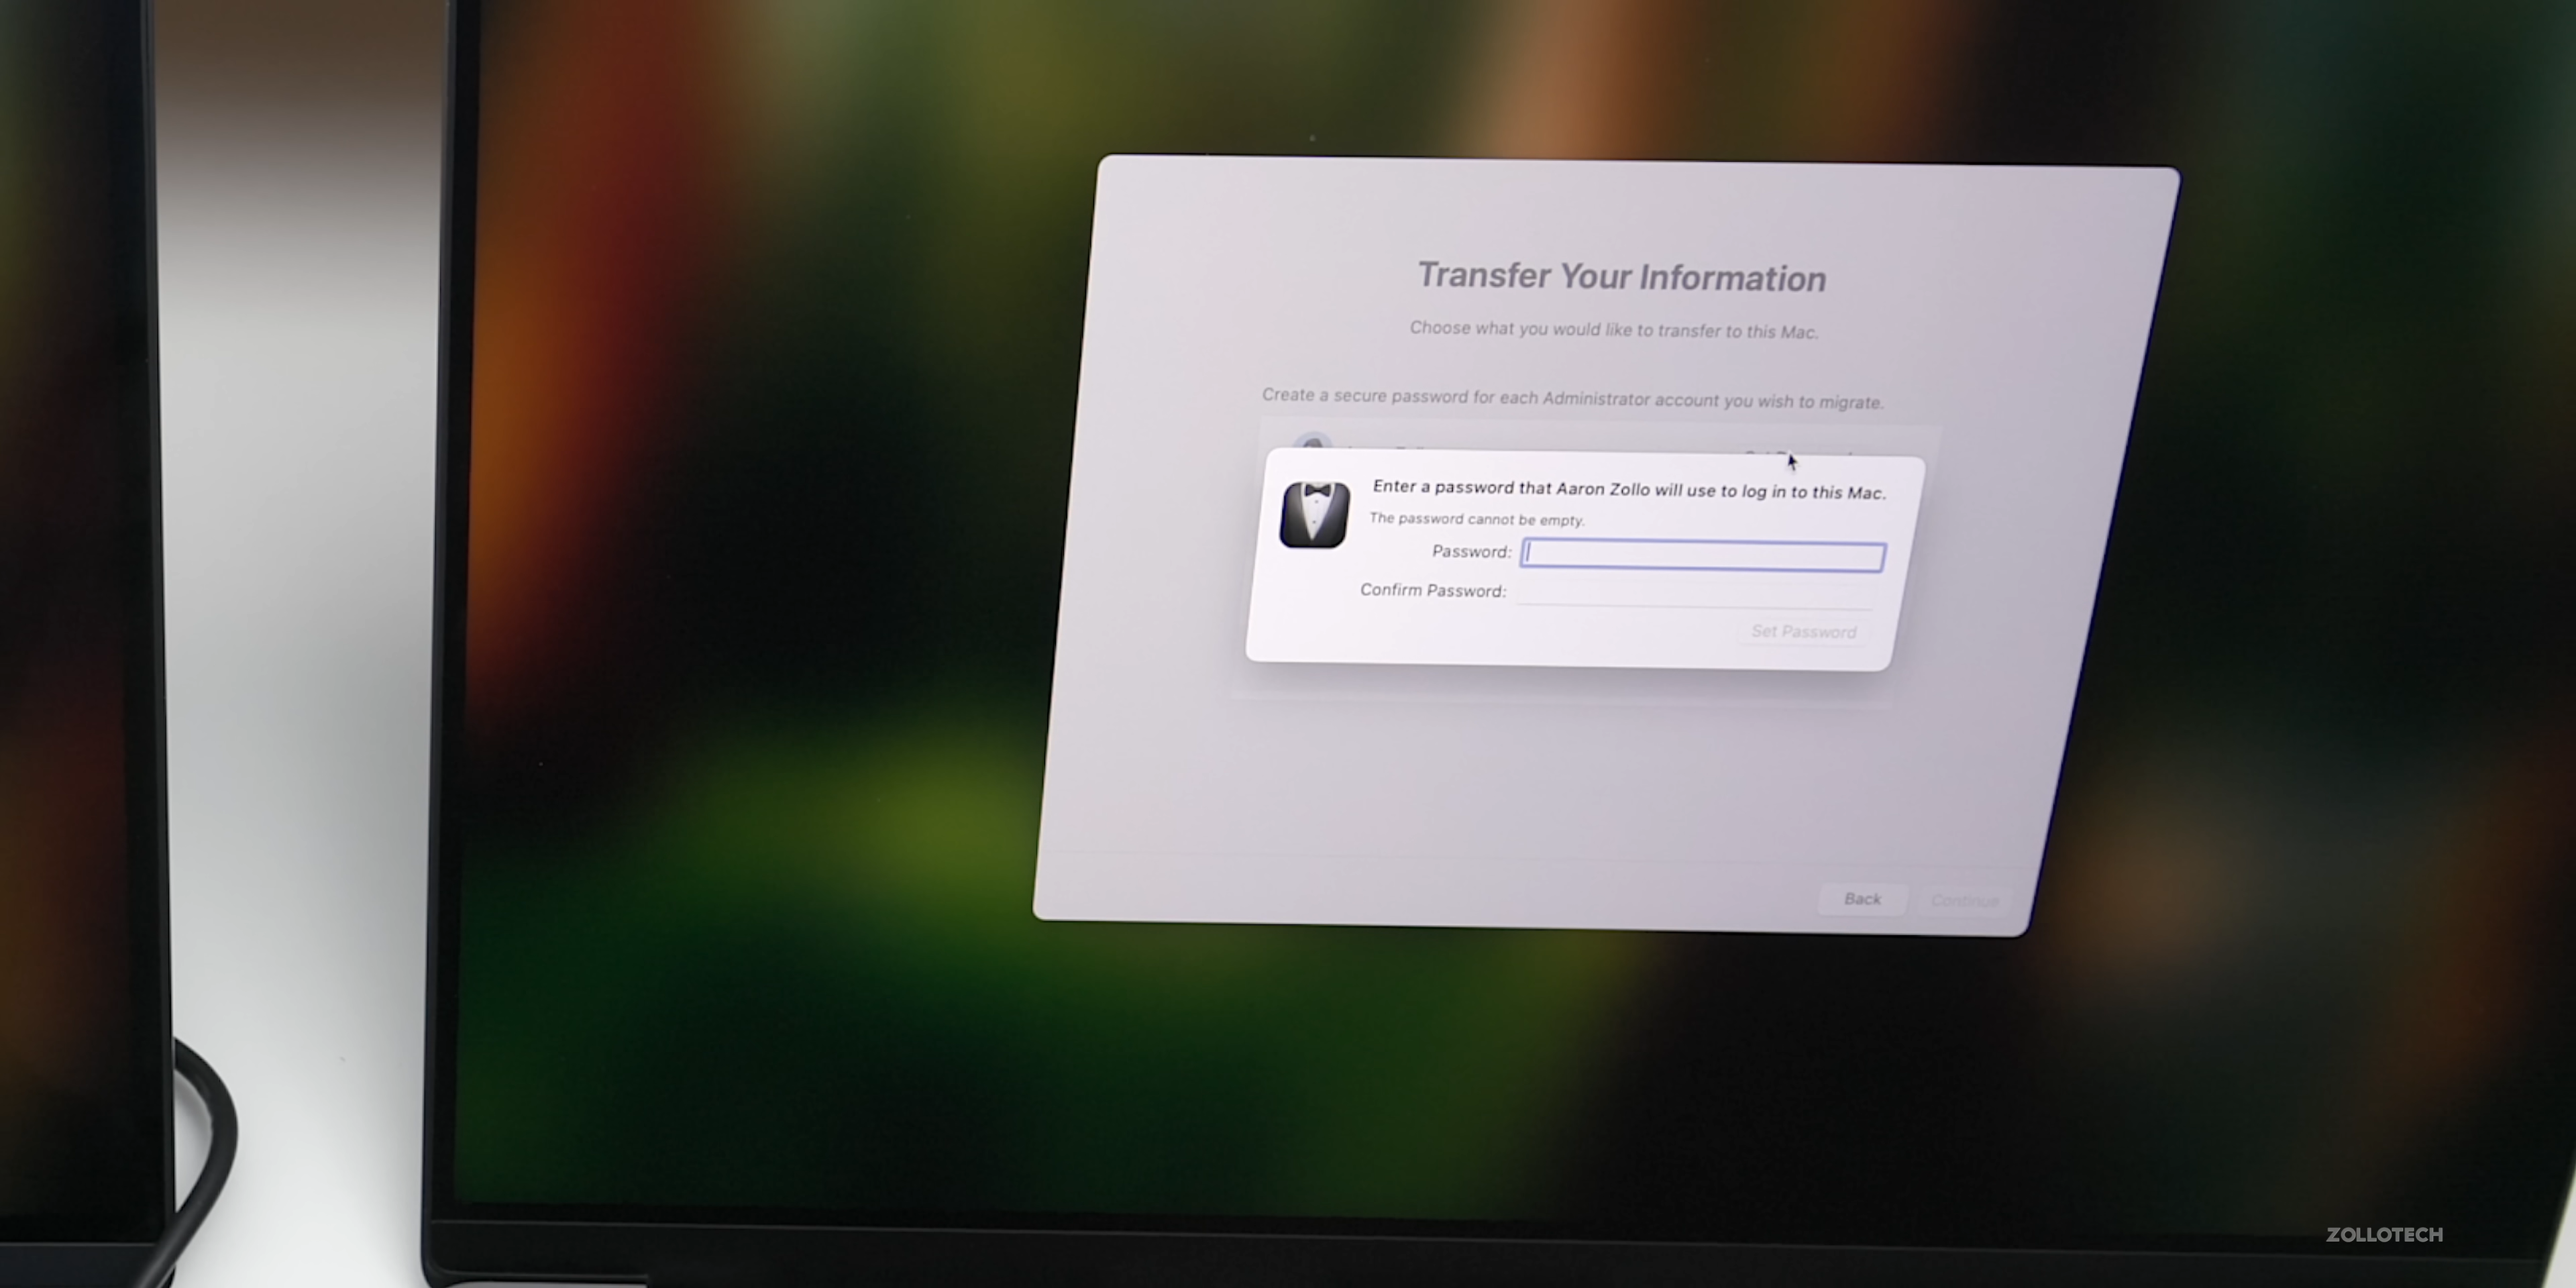 Transfer Your Information
Choose what you would like to transfer to this Mac.
Create a secure password for each Administrator account you wish to migrate.
Enter a password that Aaron Zollo will use to log in to this Mac.
The password cannot be empty.
Password:
Confirm Password:
Set Password
Back
Continue
ZOLLOTECH